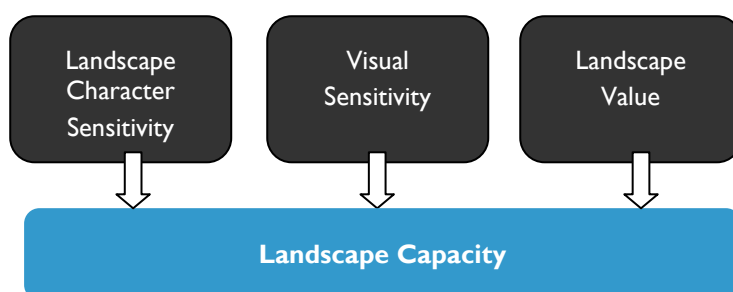 Landscape
Character
Sensitivity
Visual
Sensitivity
Landscape
Value
Landscape Capacity